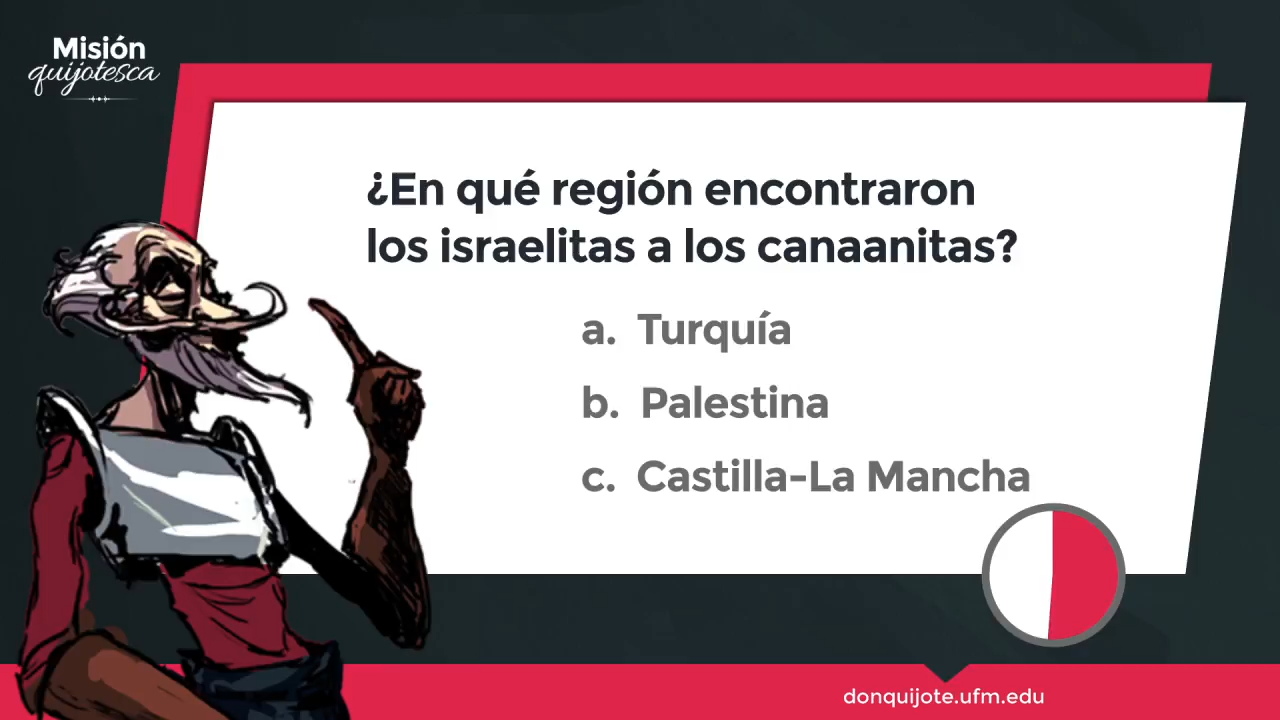 Misión
quijotesca
¿En qué región encontraron
los israelitas a los canaanitas?
a. Turquía
b. Palestina
c. Castilla-La Mancha
donquijote.ufm.edu